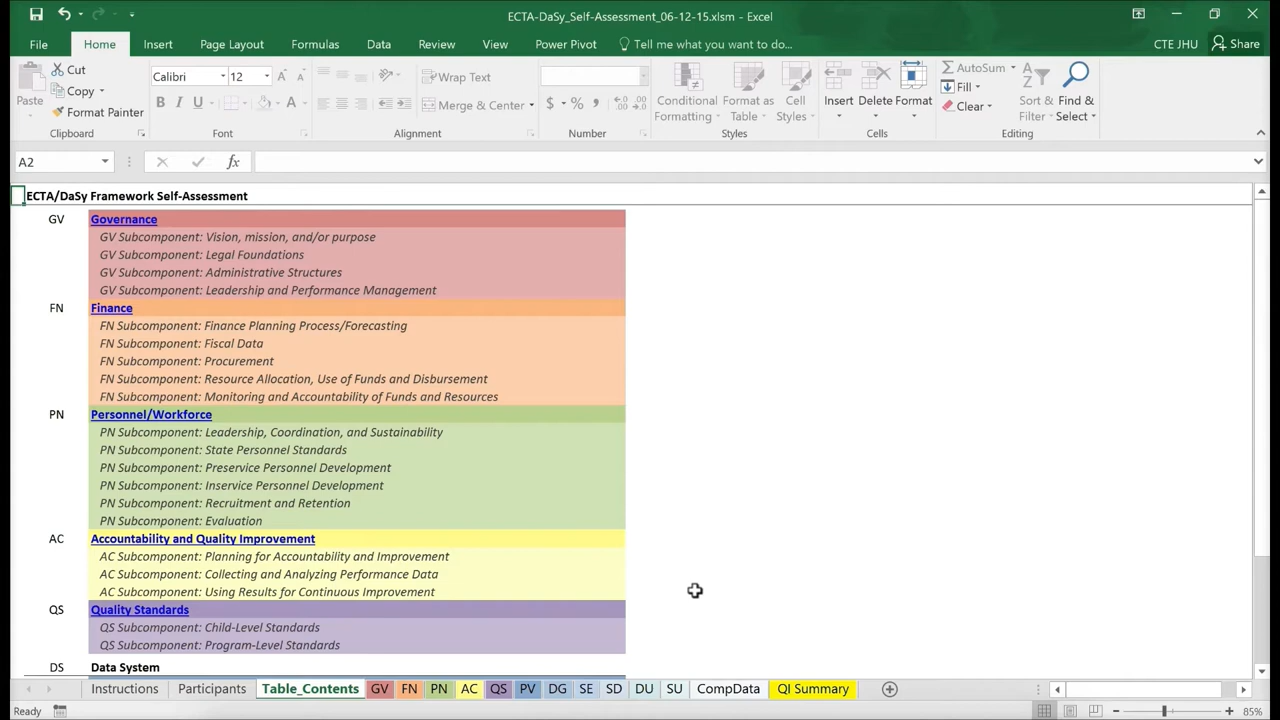 ECTA-DaSy_Self-Assessment_06-12-15.xlsm - Excel
File Home Insert Page Layout Formulas Data Review View Power Pivot Tell me what you want to do... CTE JHU Share
Paste
Cut
Copy
Format Painter
Clipboard
Calibri 12
B I U
Font
Wrap Text
Merge & Center
Alignment
$ % ,
Number
Conditional Formatting
Format as Table
Cell Styles
Styles
Insert Delete Format
Cells
AutoSum
Fill
Clear
Sort & Filter
Find & Select
Editing
A2 fx
ECTA/DaSy Framework Self-Assessment
GV Governance
GV Subcomponent: Vision, mission, and/or purpose
GV Subcomponent: Legal Foundations
GV Subcomponent: Administrative Structures
GV Subcomponent: Leadership and Performance Management
FN Finance
FN Subcomponent: Finance Planning Process/Forecasting
FN Subcomponent: Fiscal Data
FN Subcomponent: Procurement
FN Subcomponent: Resource Allocation, Use of Funds and Disbursement
FN Subcomponent: Monitoring and Accountability of Funds and Resources
PN Personnel/Workforce
PN Subcomponent: Leadership, Coordination, and Sustainability
PN Subcomponent: State Personnel Standards
PN Subcomponent: Preservice Personnel Development
PN Subcomponent: Inservice Personnel Development
PN Subcomponent: Recruitment and Retention
PN Subcomponent: Evaluation
AC Accountability and Quality Improvement
AC Subcomponent: Planning for Accountability and Improvement
AC Subcomponent: Collecting and Analyzing Performance Data
AC Subcomponent: Using Results for Continuous Improvement
QS Quality Standards
QS Subcomponent: Child-Level Standards
QS Subcomponent: Program-Level Standards
DS Data System
Instructions Participants Table_Contents GV FN PN AC QS PV DG SE SD DU SU CompData QI Summary
Ready 85%